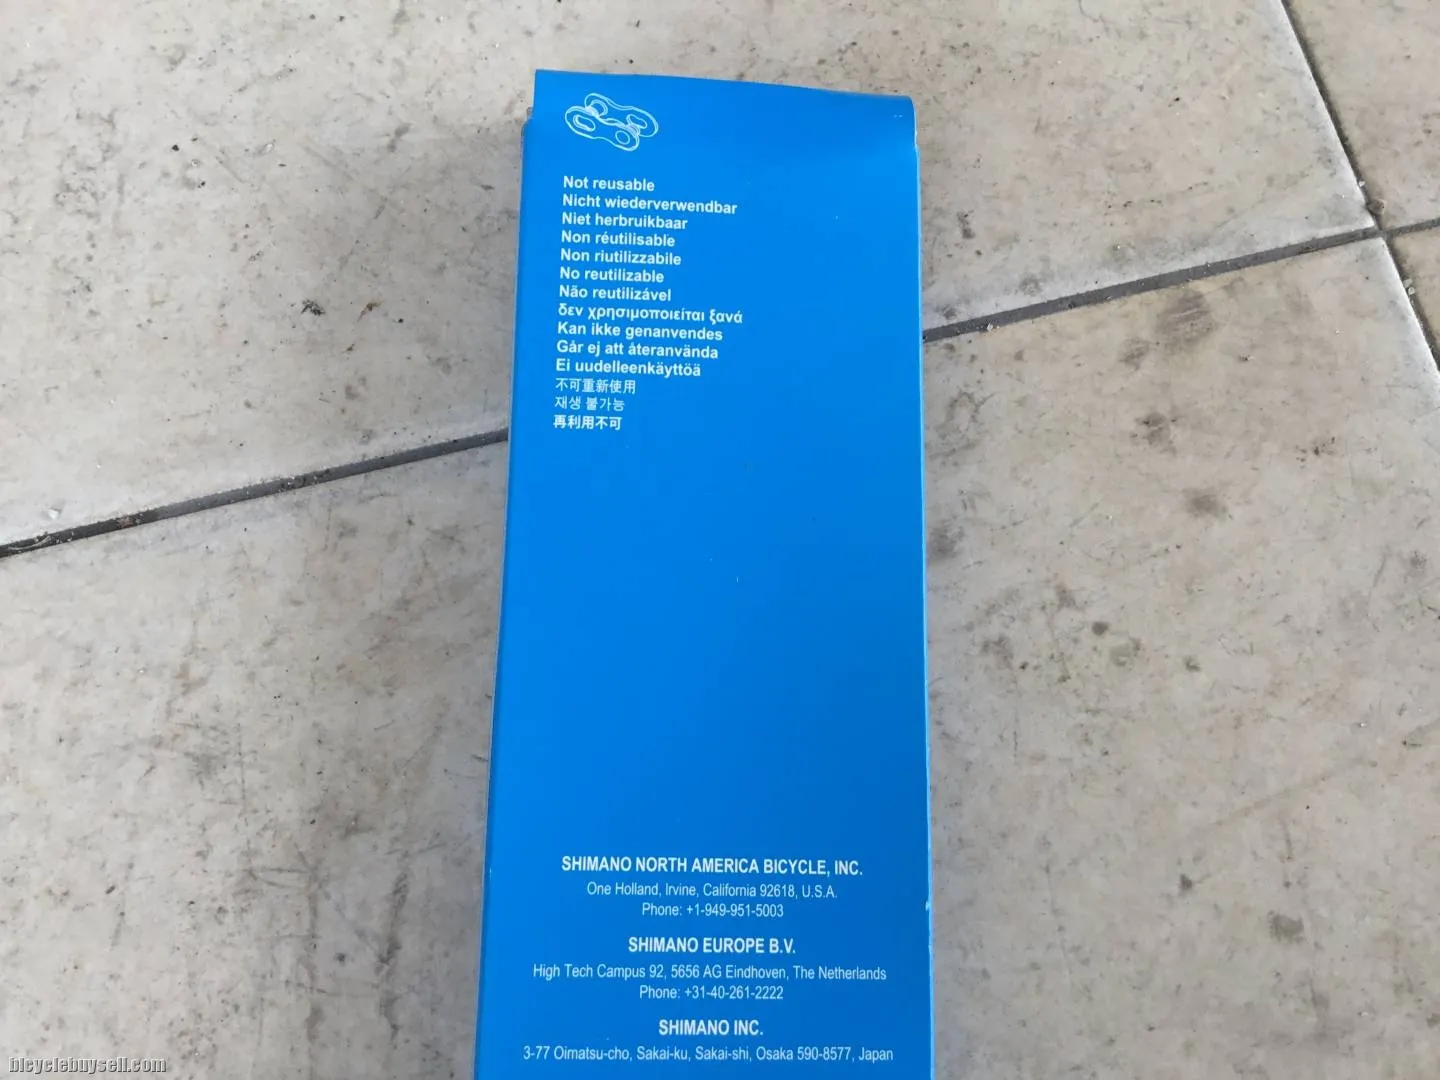 Not reusable
Nicht wiederverwendbar
Niet herbruikbaar
Non réutilisable
Non riutilizzabile
No reutilizable
Não reutilizável
δεν χρησιμοποιείται ξανά
Kan ikke genanvendes
Går ej att återanvända
Ei uudelleenkäyttöä
不可重新使用
재생 불가능
再利用不可
SHIMANO NORTH AMERICA BICYCLE, INC.
One Holland, Irvine, California 92618, U.S.A.
Phone: +1-949-951-5003
SHIMANO EUROPE B.V.
High Tech Campus 92, 5656 AG Eindhoven, The Netherlands
Phone: +31-40-261-2222
SHIMANO INC.
3-77 Oimatsu-cho, Sakai-ku, Sakai-shi, Osaka 590-8577, Japan
bicyclebuysell.com